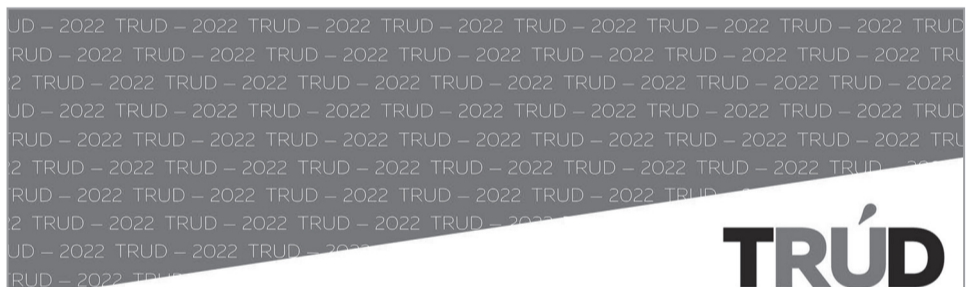 UD – 2022 TRUD – 2022 TRUD – 2022 TRUD – 2022 TRUD – 2022 TRUD – 2022 TRUD – 2022 TRUD
RUD – 2022 TRUD – 2022 TRUD – 2022 TRUD – 2022 TRUD – 2022 TRUD – 2022 TRUD – 2022 TRU
2 TRUD – 2022 TRUD – 2022 TRUD – 2022 TRUD – 2022 TRUD – 2022 TRUD – 2022 TRUD – 2022
UD – 2022 TRUD – 2022 TRUD – 2022 TRUD – 2022 TRUD – 2022 TRUD – 2022 TRUD – 2022 TRUD
RUD – 2022 TRUD – 2022 TRUD – 2022 TRUD – 2022 TRUD – 2022 TRUD – 2022 TRUD – 2022 TRU
2 TRUD – 2022 TRUD – 2022 TRUD – 2022 TRUD – 2022 TRUD – 2022 TRUD – 2022 TRUD
RUD – 2022 TRUD – 2022 TRUD – 2022 TRUD – 2022 TRUD – 2022 TRUD
2 TRUD – 2022 TRUD – 2022 TRUD – 2022 TRUD – 2022
UD – 2022 TRUD – 2022 TRUD – 2022
RUD – 2022 TRUD
TRÚD